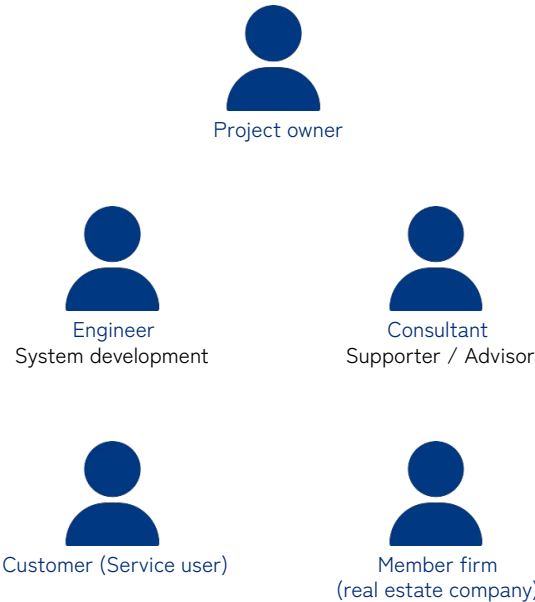 Project owner
Engineer
System development
Consultant
Supporter / Advisor
Customer (Service user)
Member firm
(real estate company)